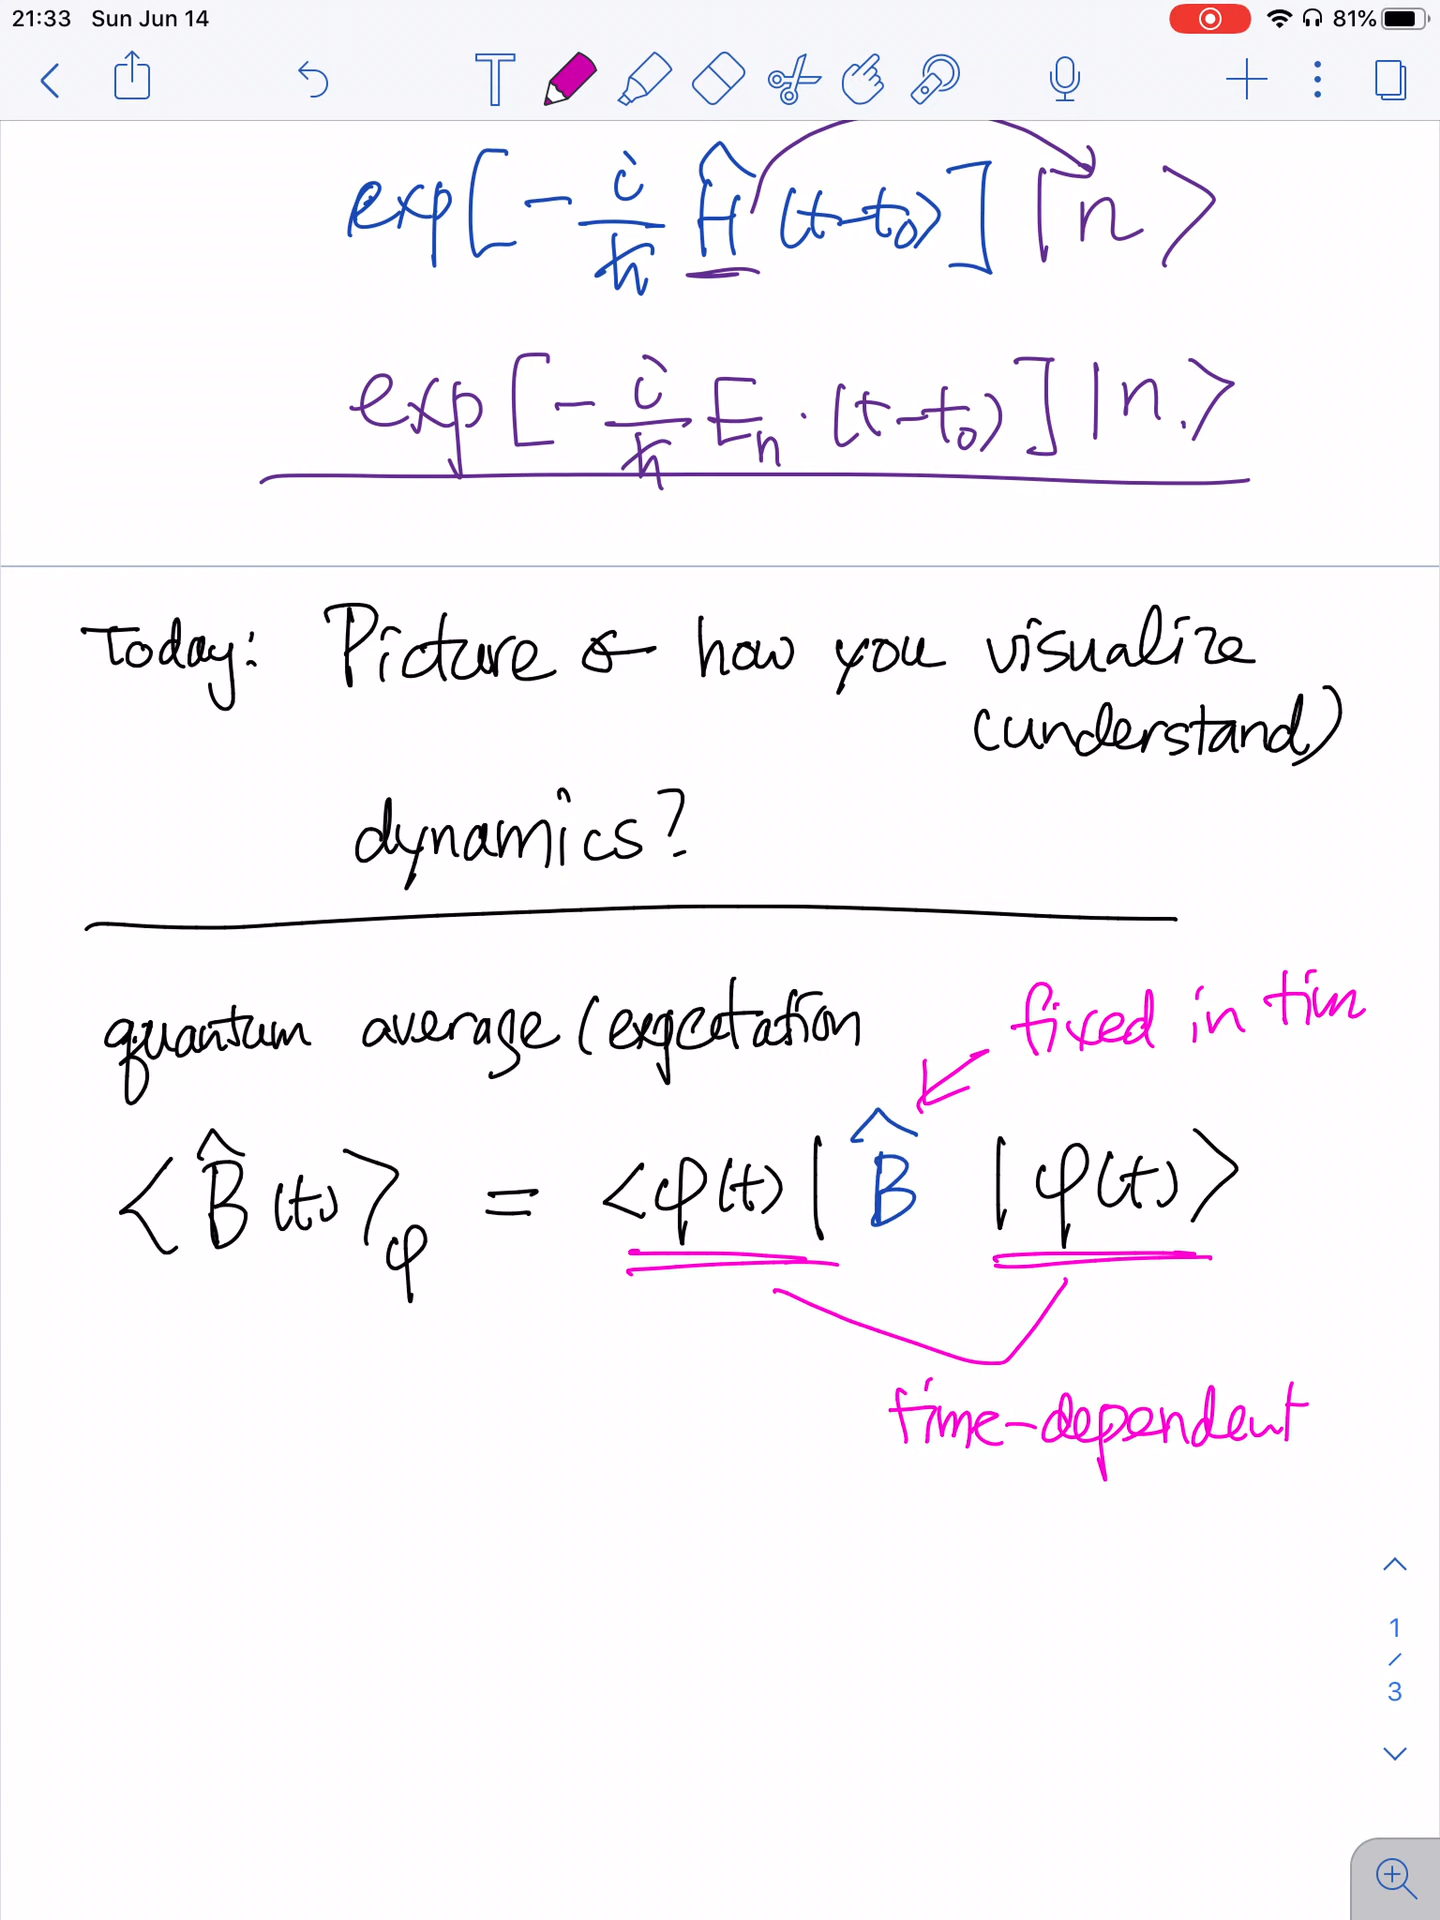 21:33 Sun Jun 14 81%
T
exp[-i/ħ Ĥ (t-t₀)] |n>
exp[-i/ħ Eₙ·(t-t₀)] |n.>
Today: Picture ← how you visualize
(understand)
dynamics?
quantum average (expectation
fixed in tim
<B̂(t)>φ = <φ(t)| B̂ |φ(t)>
time-dependent
1
/
3